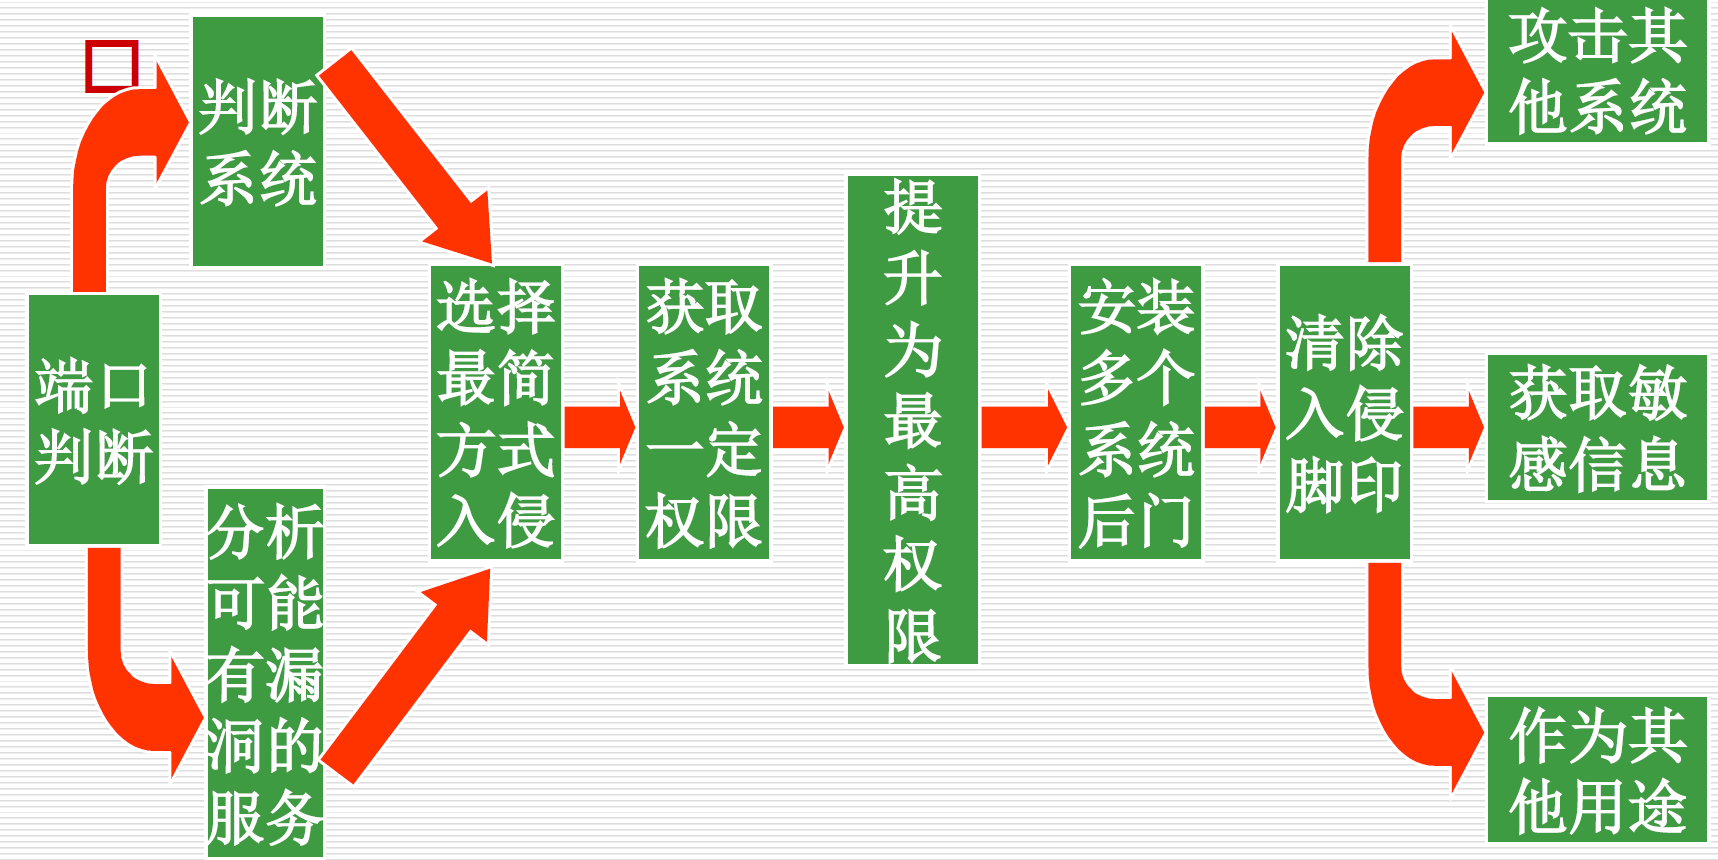 端口
判断
判断
系统
分析
可能
有漏
洞的
服务
选择
最简
方式
入侵
获取
系统
一定
权限
提
升
为
最
高
权
限
安装
多个
系统
后门
清除
入侵
脚印
攻击其
他系统
获取敏
感信息
作为其
他用途